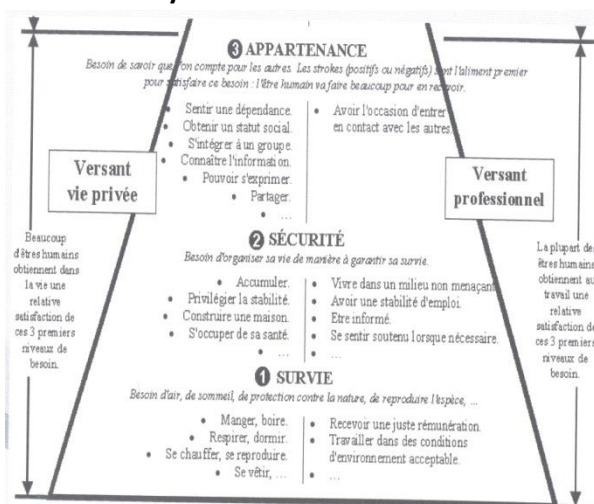 ❸ APPARTENANCE
Besoin de savoir que l'on compte pour les autres. Les strokes (positifs ou négatifs) sont l'aliment premier
pour satisfaire ce besoin : l'être humain va faire beaucoup pour en recevoir.
• Sentir une dépendance.
• Obtenir un statut social.
• S'intégrer à un groupe.
• Connaître l'information.
• Pouvoir s'exprimer.
• Partager.
• ...
• Avoir l'occasion d'entrer
en contact avec les autres.
Versant
vie privée
Versant
professionnel
Beaucoup
d'êtres humains
obtiennent dans
la vie une
relative
satisfaction de
ces 3 premiers
niveaux de
besoin.
La plupart des
êtres humains
obtiennent au
travail une
relative
satisfaction de
ces 3 premiers
niveaux de
besoin.
❷ SÉCURITÉ
Besoin d'organiser sa vie de manière à garantir sa survie.
• Accumuler.
• Privilégier la stabilité.
• Construire une maison.
• S'occuper de sa santé.
• ...
• Vivre dans un milieu non menaçant
• Avoir une stabilité d'emploi.
• Etre informé.
• Se sentir soutenu lorsque nécessaire.
• ...
❶ SURVIE
Besoin d'air, de sommeil, de protection contre la nature, de reproduire l'espèce, ...
• Manger, boire.
• Respirer, dormir.
• Se chauffer, se reproduire.
• Se vêtir, ...
• Recevoir une juste rémunération.
• Travailler dans des conditions
d'environnement acceptable.
• ...